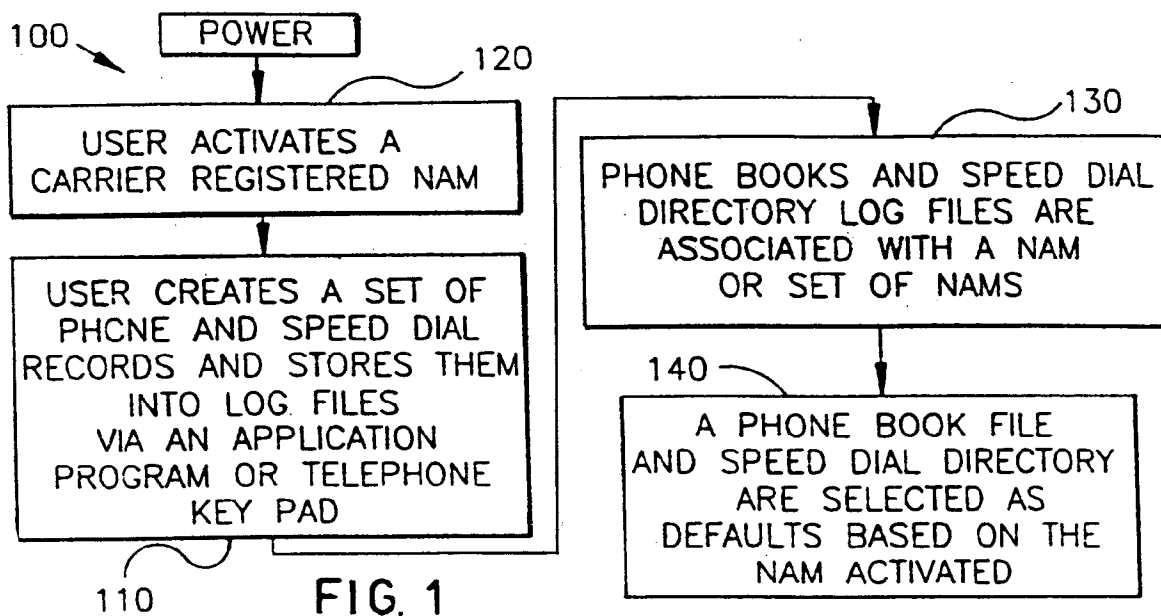 100
POWER
120
USER ACTIVATES A
CARRIER REGISTERED NAM
USER CREATES A SET OF
PHCNE AND SPEED DIAL
RECORDS AND STORES THEM
INTO LOG FILES
VIA AN APPLICATION
PROGRAM OR TELEPHONE
KEY PAD
110
130
PHONE BOOKS AND SPEED DIAL
DIRECTORY LOG FILES ARE
ASSOCIATED WITH A NAM
OR SET OF NAMS
140
A PHONE BOOK FILE
AND SPEED DIAL DIRECTORY
ARE SELECTED AS
DEFAULTS BASED ON THE
NAM ACTIVATED
FIG. 1